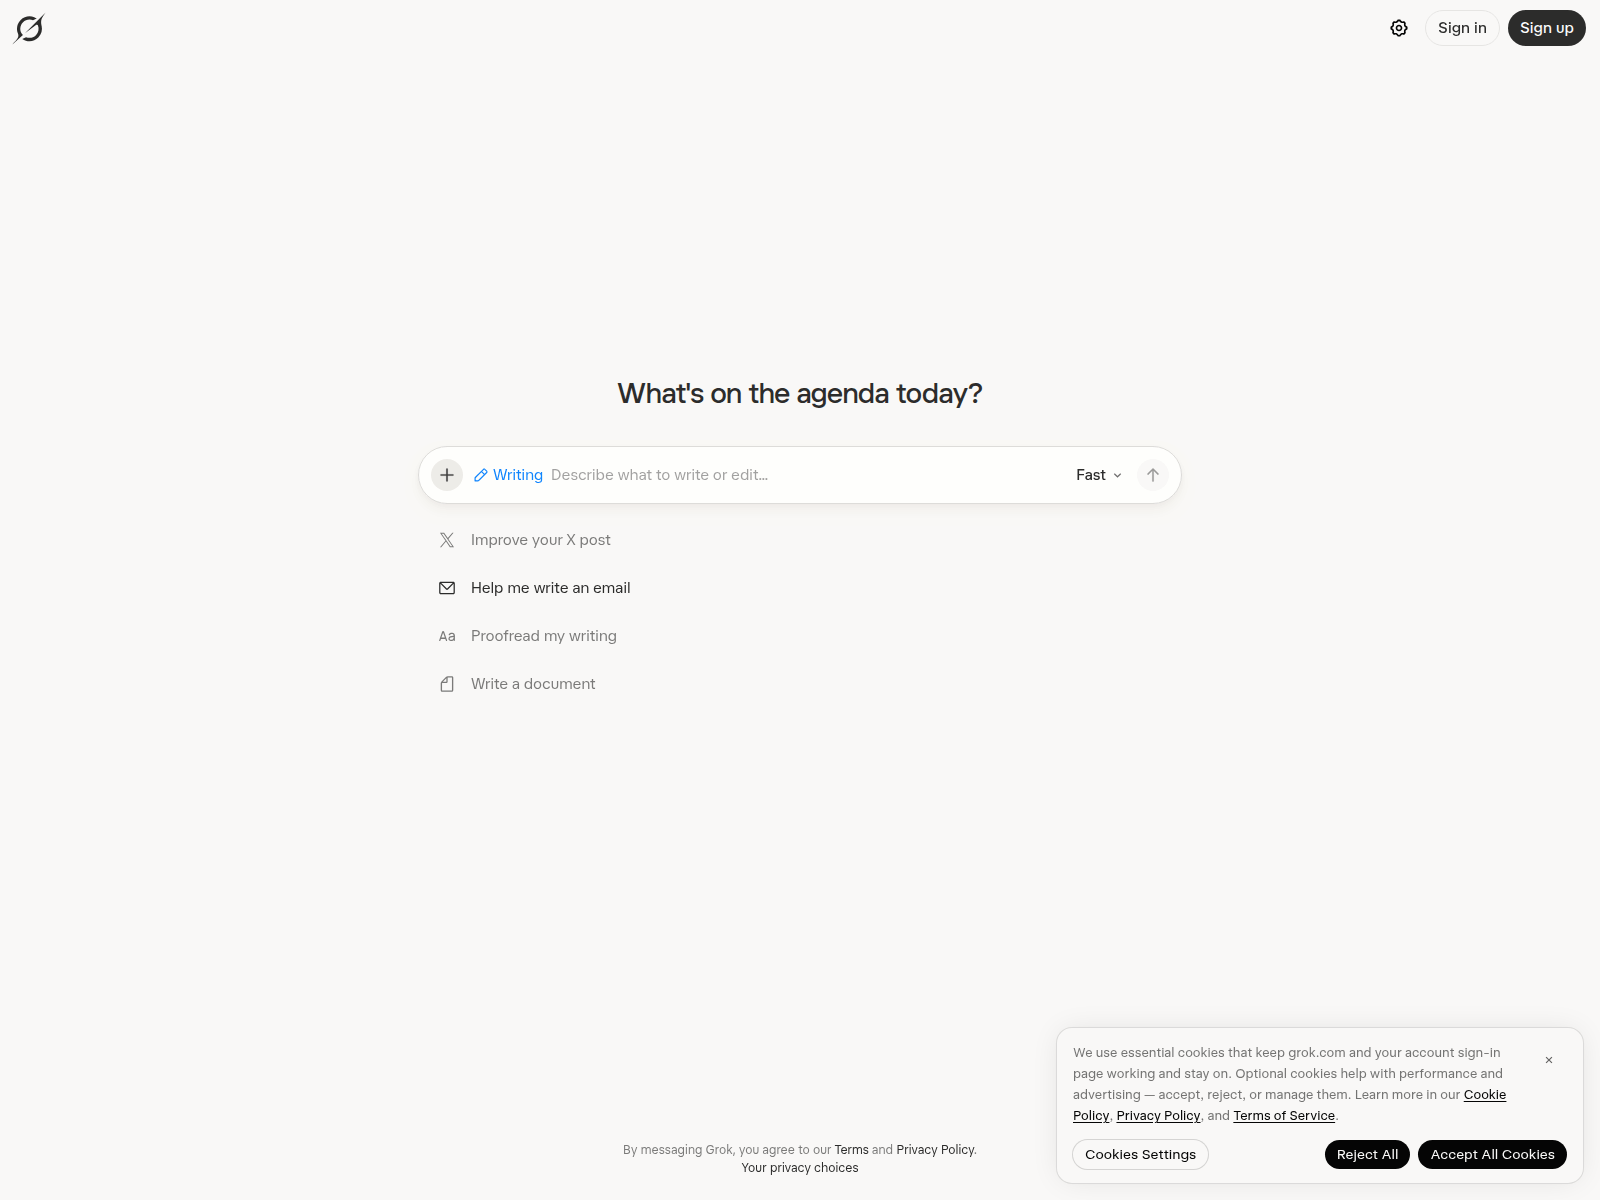 Sign in
Sign up
What's on the agenda today?
Writing Describe what to write or edit... Fast
Improve your X post
Help me write an email
Aa Proofread my writing
Write a document
We use essential cookies that keep grok.com and your account sign-in
page working and stay on. Optional cookies help with performance and
advertising — accept, reject, or manage them. Learn more in our Cookie
Policy, Privacy Policy, and Terms of Service.
Cookies Settings
Reject All
Accept All Cookies
By messaging Grok, you agree to our Terms and Privacy Policy.
Your privacy choices